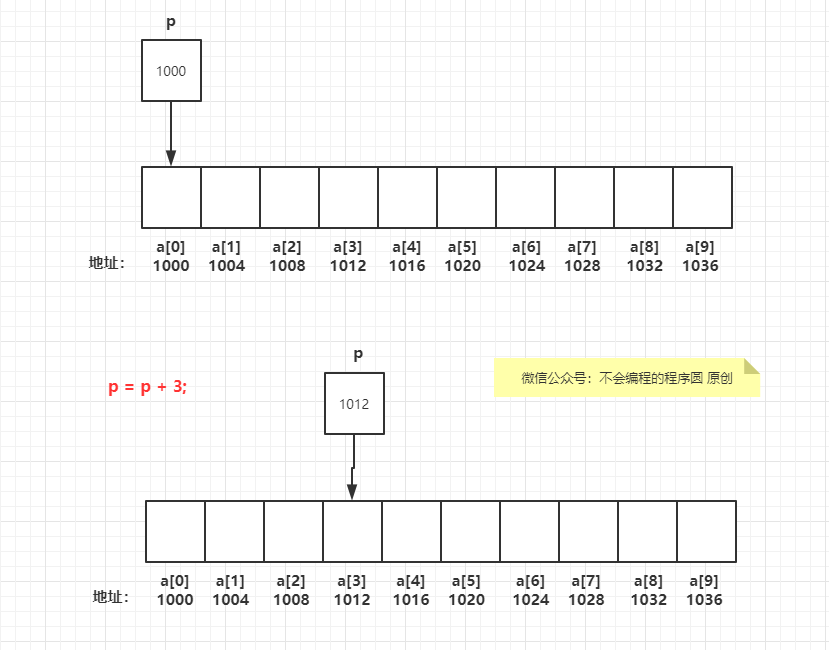 p
1000
a[0] a[1] a[2] a[3] a[4] a[5] a[6] a[7] a[8] a[9]
地址： 1000 1004 1008 1012 1016 1020 1024 1028 1032 1036
p
p = p + 3;
微信公众号：不会编程的程序圆 原创
1012
a[0] a[1] a[2] a[3] a[4] a[5] a[6] a[7] a[8] a[9]
地址： 1000 1004 1008 1012 1016 1020 1024 1028 1032 1036